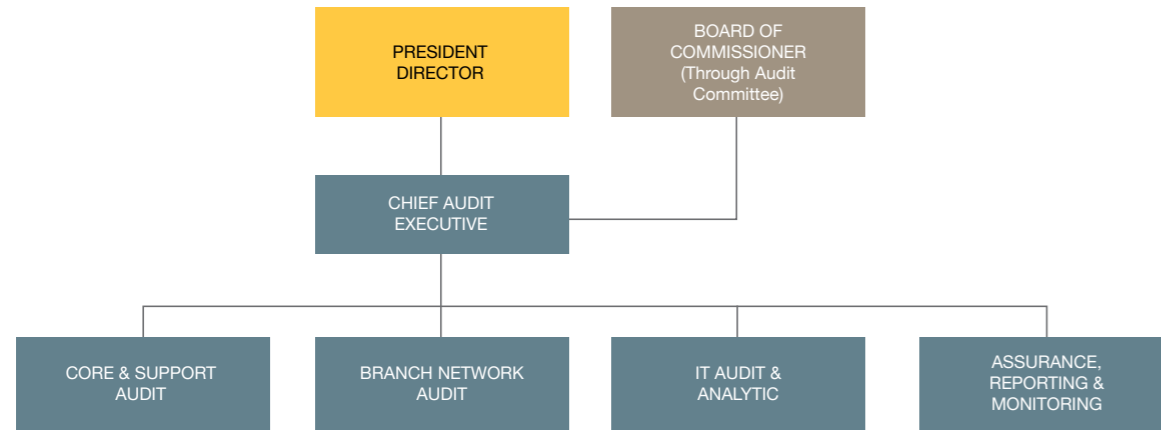 PRESIDENT
DIRECTOR
BOARD OF
COMMISSIONER
(Through Audit
Committee)
CHIEF AUDIT
EXECUTIVE
CORE & SUPPORT
AUDIT
BRANCH NETWORK
AUDIT
IT AUDIT &
ANALYTIC
ASSURANCE,
REPORTING &
MONITORING